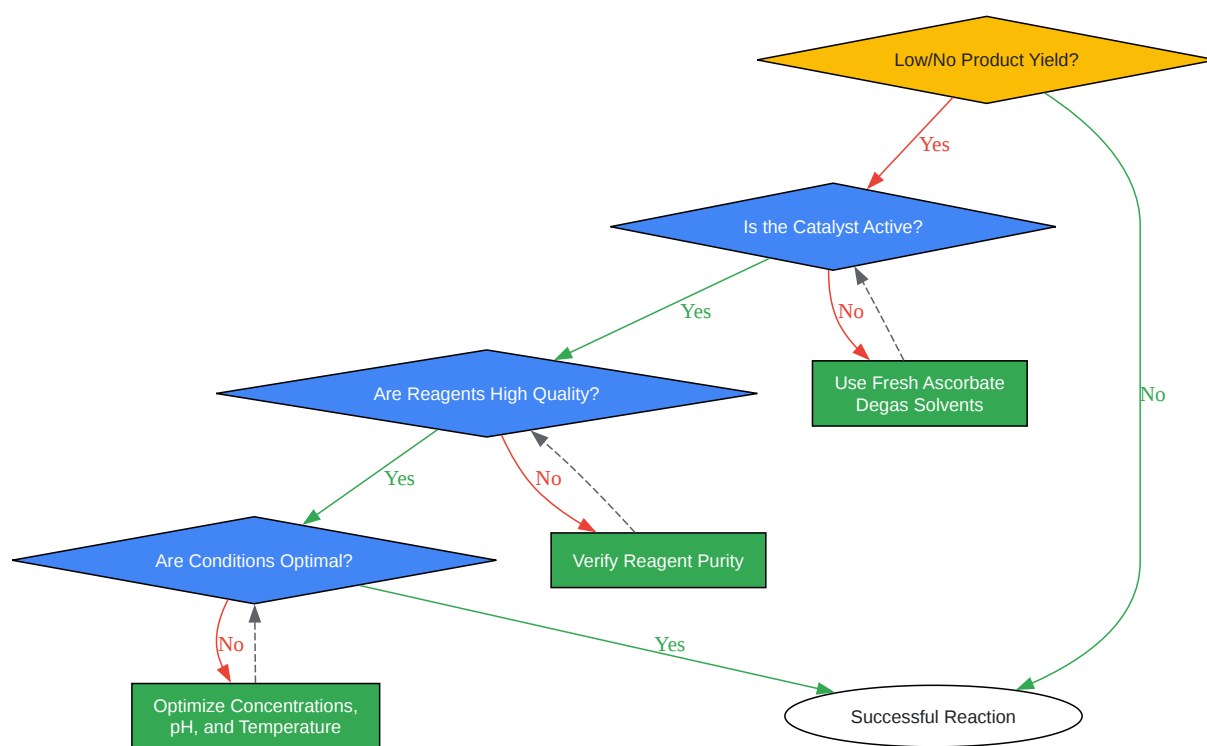 Low/No Product Yield?
Yes
Is the Catalyst Active?
Yes
No
Use Fresh Ascorbate
Degas Solvents
No
Are Reagents High Quality?
Yes
No
Verify Reagent Purity
Are Conditions Optimal?
No
Yes
Optimize Concentrations,
pH, and Temperature
Successful Reaction